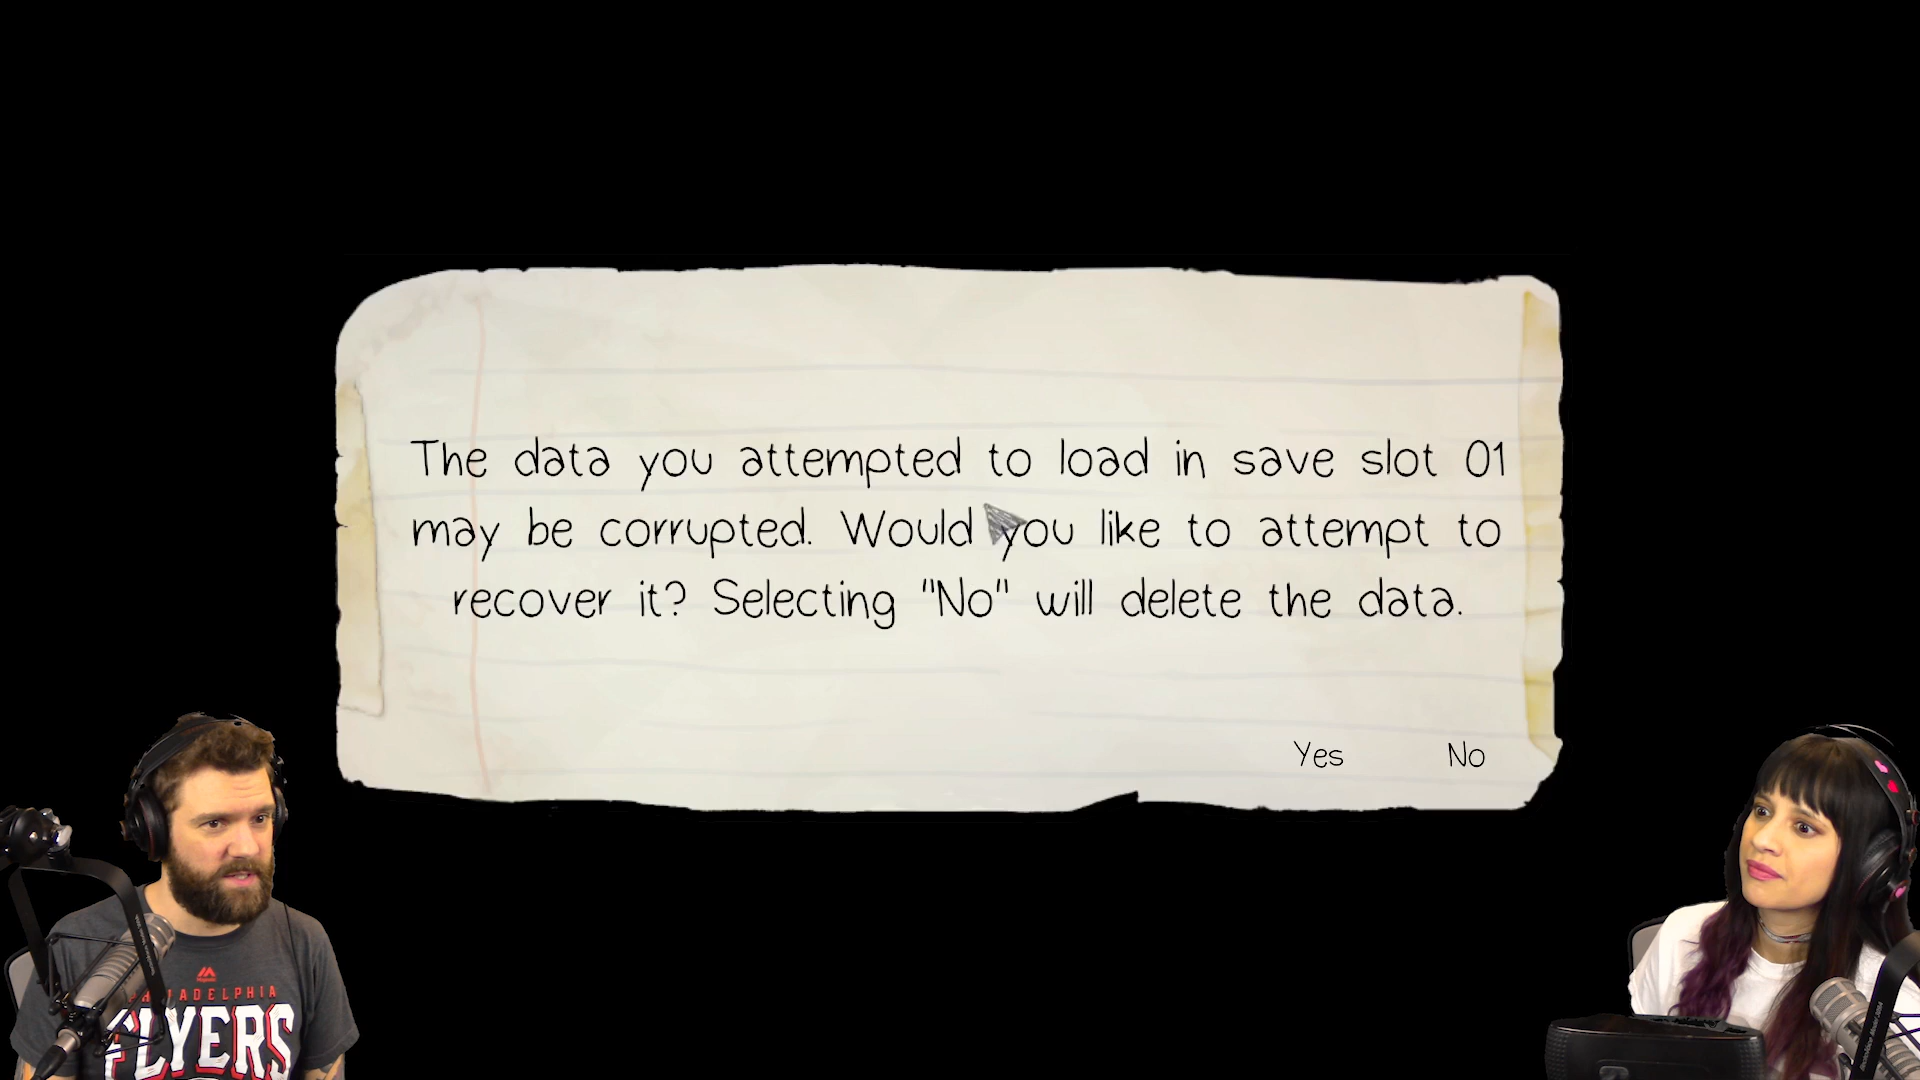 The data you attempted to load in save slot 01
may be corrupted. Would you like to attempt to
recover it? Selecting "No" will delete the data.
Yes No
PHILADELPHIA
FLYERS